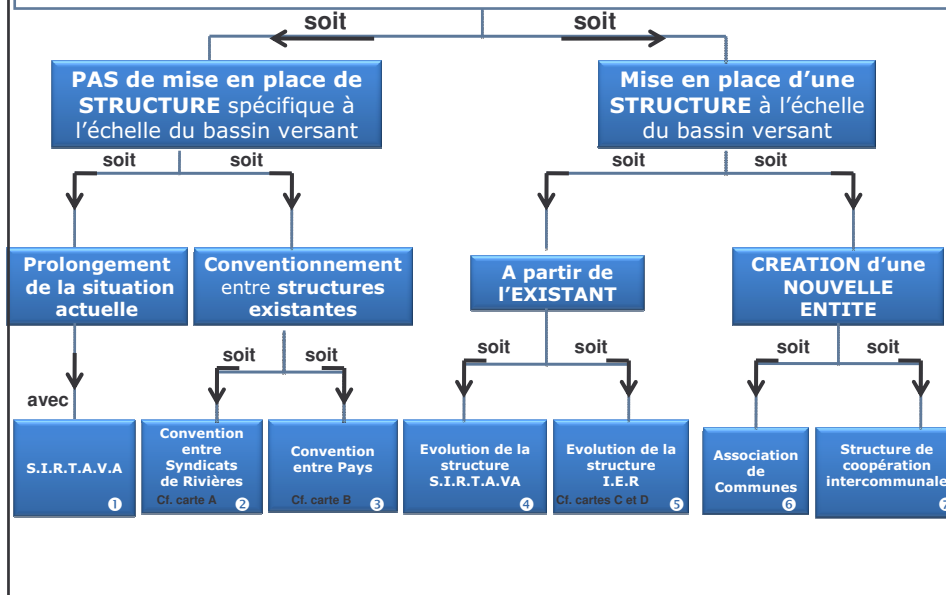 soit
soit
PAS de mise en place de
STRUCTURE spécifique à
l’échelle du bassin versant
Mise en place d’une
STRUCTURE à l’échelle
du bassin versant
soit
soit
soit
soit
Prolongement
de la situation
actuelle
Conventionnement
entre structures
existantes
A partir de
l’EXISTANT
CREATION d’une
NOUVELLE
ENTITE
soit
soit
soit
soit
soit
soit
avec
S.I.R.T.A.V.A
❶
Convention
entre
Syndicats
de Rivières
Cf. carte A
❷
Convention
entre Pays
Cf. carte B
❸
Evolution de la
structure
S.I.R.T.A.VA
❹
Evolution de la
structure
I.E.R
Cf. cartes C et D
❺
Association
de
Communes
❻
Structure de
coopération
intercommunale
❼